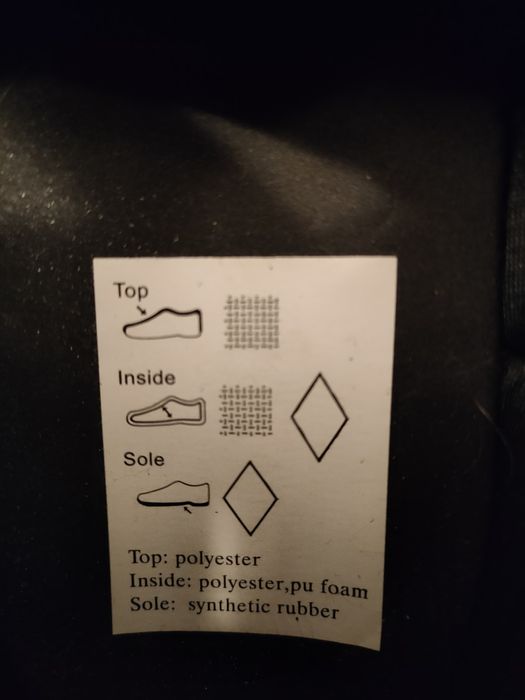 Top
Inside
Sole
Top: polyester
Inside: polyester,pu foam
Sole: synthetic rubber